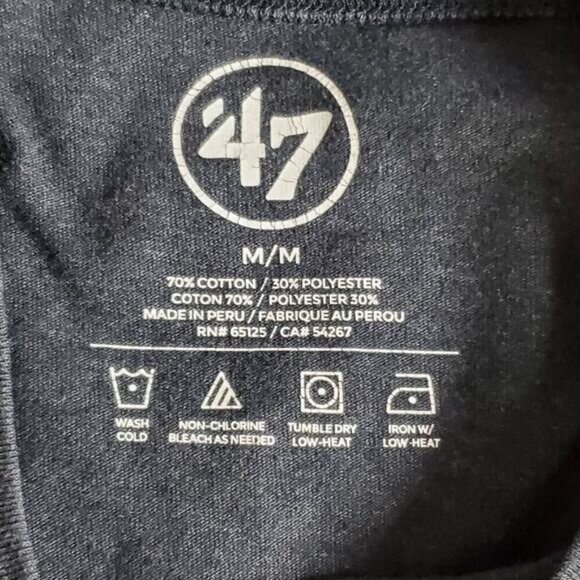 '47
M/M
70% COTTON / 30% POLYESTER
COTON 70% / POLYESTER 30%
MADE IN PERU / FABRIQUE AU PEROU
RN# 65125 / CA# 54267
WASH COLD
NON-CHLORINE BLEACH AS NEEDED
TUMBLE DRY LOW-HEAT
IRON W/ LOW-HEAT